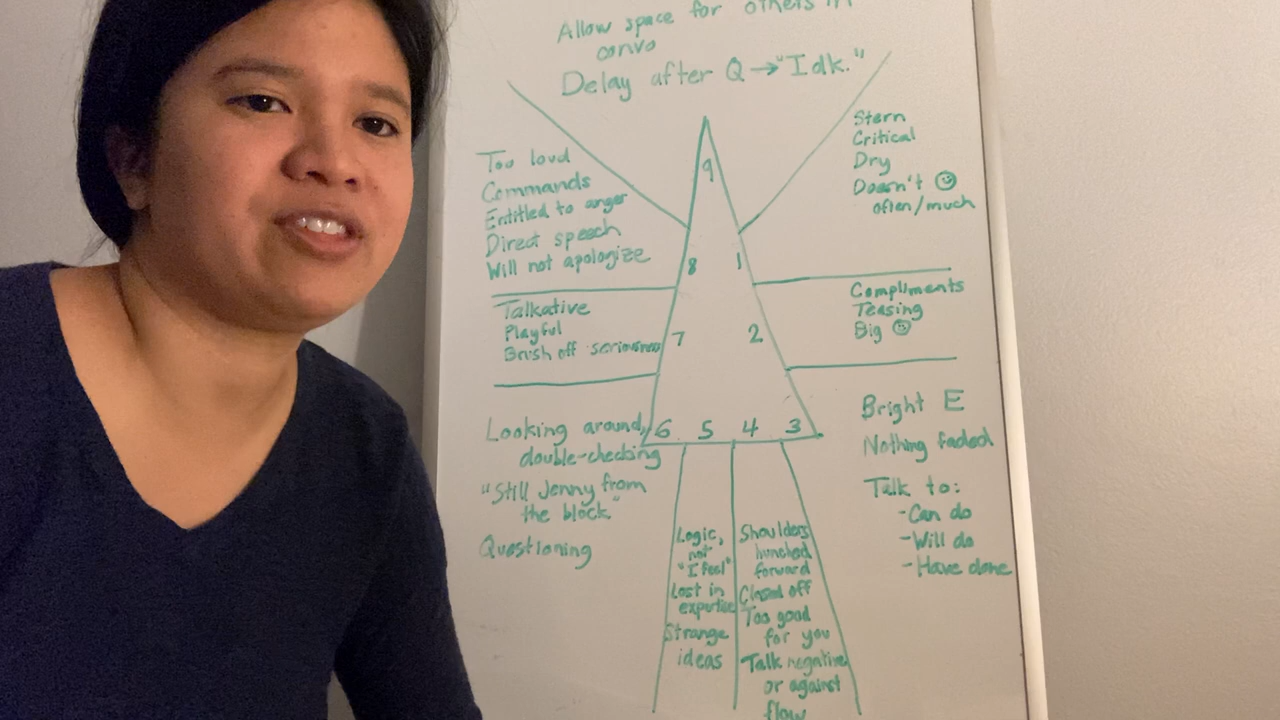 Allow space for others in
convo
Delay after Q → "Idk."
Too loud
Commands
Entitled to anger
Direct speech
Will not apologize
Talkative
Playful
Brush off seriousness
Looking around,
double-checking
"Still Jenny from
the block"
Questioning
9
8
1
7
2
6 5 4 3
Stern
Critical
Dry
Doesn't ☺
often/much
Compliments
Teasing
Big ☺
Bright E
Nothing faded
Talk to:
-Can do
-Will do
-Have done
Logic,
not
"I feel"
Lost in
expertise
Strange
ideas
Shoulders
hunched
forward
Closed off
Too good
for you
Talk negative
or against
flow